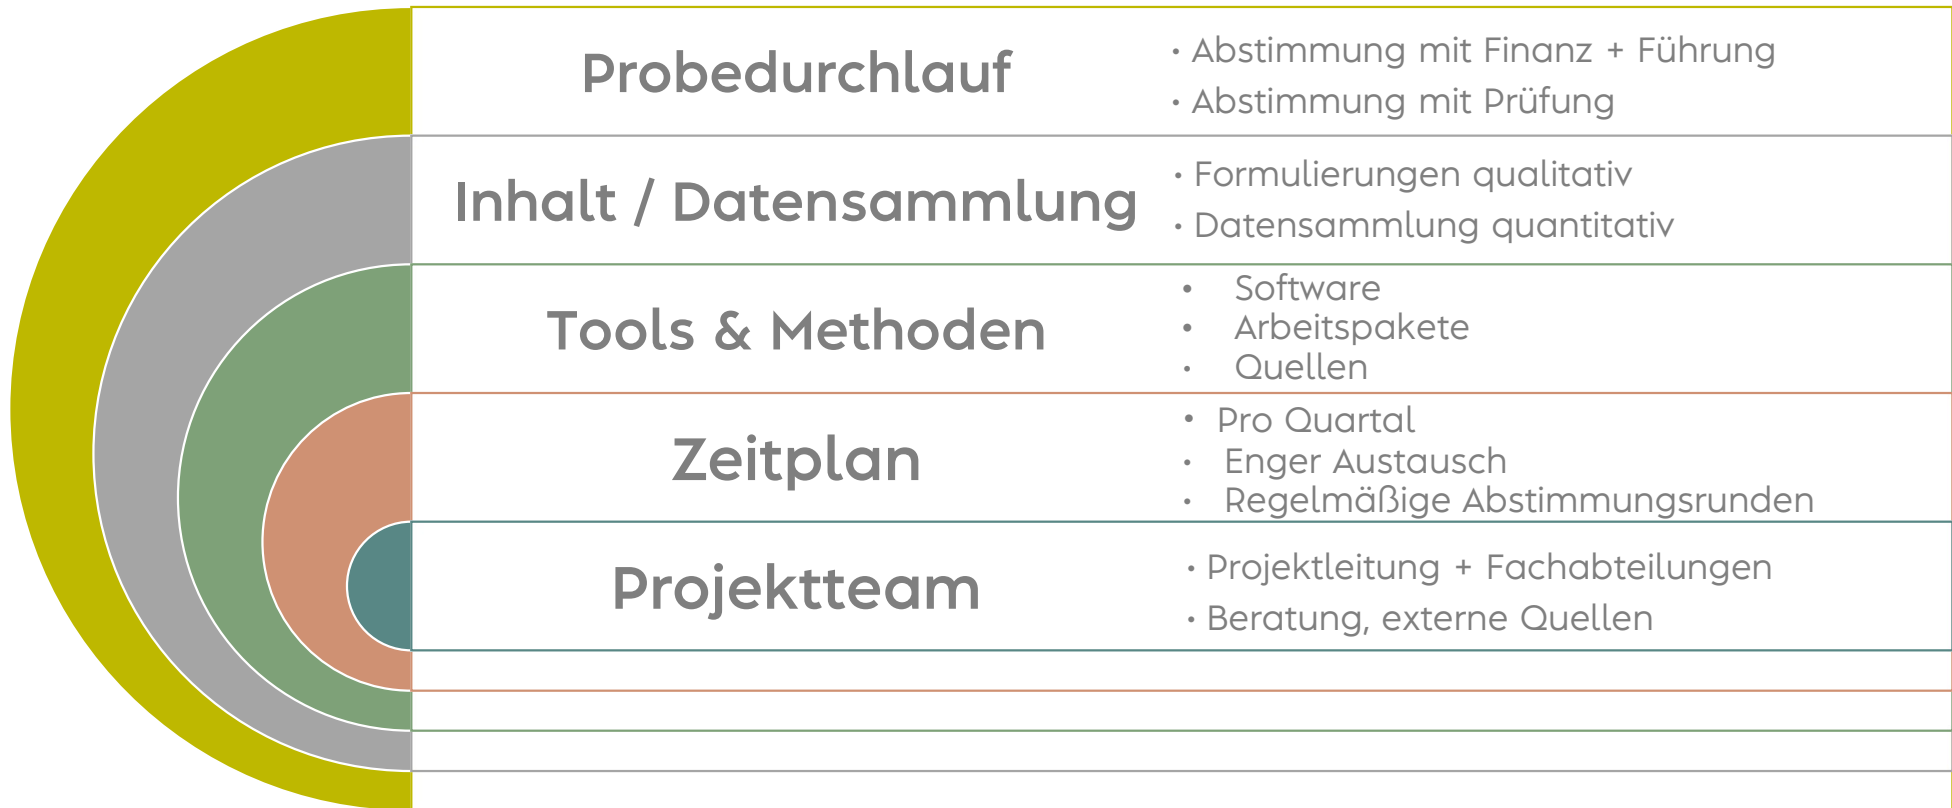 Probedurchlauf
• Abstimmung mit Finanz + Führung
• Abstimmung mit Prüfung
Inhalt / Datensammlung
• Formulierungen qualitativ
• Datensammlung quantitativ
Tools & Methoden
• Software
• Arbeitspakete
• Quellen
Zeitplan
• Pro Quartal
• Enger Austausch
• Regelmäßige Abstimmungsrunden
Projektteam
• Projektleitung + Fachabteilungen
• Beratung, externe Quellen